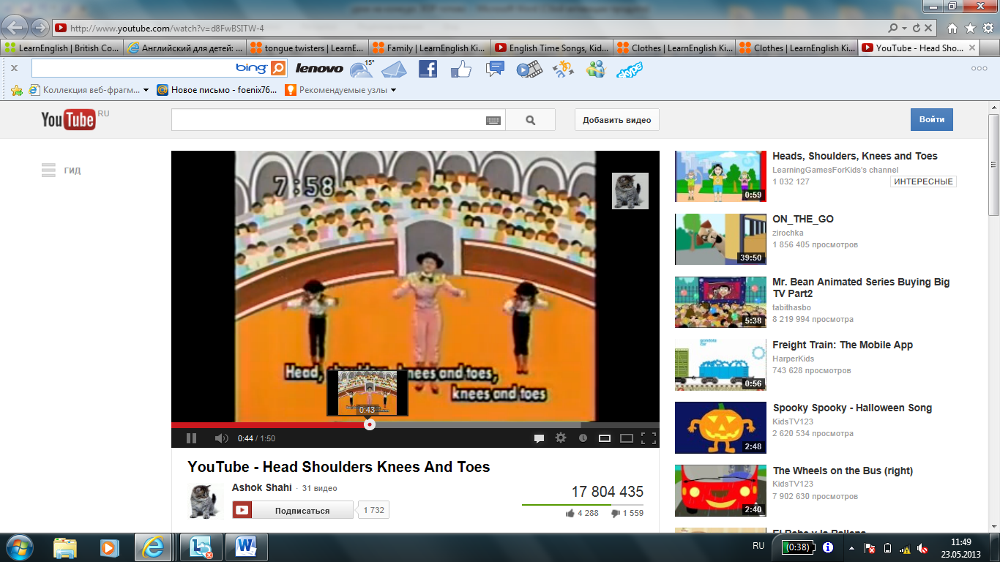 http://www.youtube.com/watch?v=d8FwBSITW-4
LearnEnglish | British Co...
Английский для детей: ...
tongue twisters | LearnE...
Family | LearnEnglish Ki...
English Time Songs, Kid...
Clothes | LearnEnglish Ki...
Clothes | LearnEnglish Ki...
YouTube - Head Sho...
bing
lenovo
15°
skype
Коллекция веб-фрагм...
Новое письмо - foenix76...
Рекомендуемые узлы
YouTube RU
Добавить видео
Войти
ГИД
7:58
Head, knees and toes,
knees and toes
0:43
0:44 / 1:50
YouTube - Head Shoulders Knees And Toes
Ashok Shahi · 31 видео
Подписаться
1 732
17 804 435
4 288
1 559
Heads, Shoulders, Knees and Toes
LearningGamesForKids's channel
1 032 127
ИНТЕРЕСНЫЕ
0:59
ON_THE_GO
zirochka
1 856 405 просмотров
39:50
Mr. Bean Animated Series Buying Big
TV Part2
tabithasbo
8 219 994 просмотра
5:38
Freight Train: The Mobile App
HarperKids
743 628 просмотров
0:56
Spooky Spooky - Halloween Song
KidsTV123
2 620 534 просмотра
2:48
The Wheels on the Bus (right)
KidsTV123
7 902 630 просмотров
2:40
RU
(0:38)
11:49
23.05.2013